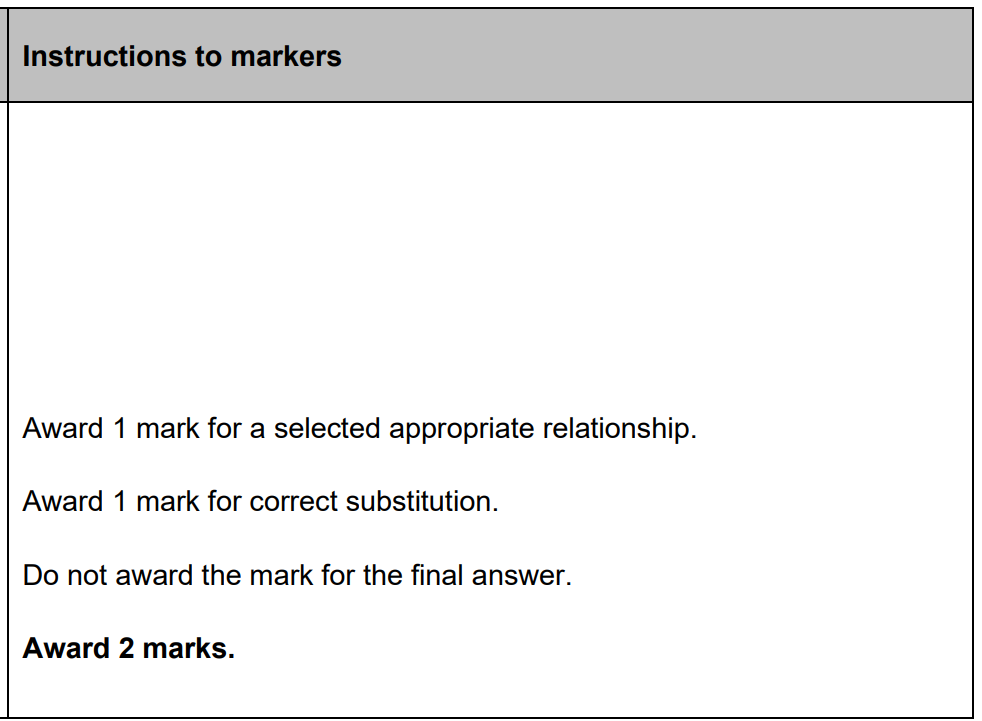 Instructions to markers
Award 1 mark for a selected appropriate relationship.
Award 1 mark for correct substitution.
Do not award the mark for the final answer.
Award 2 marks.